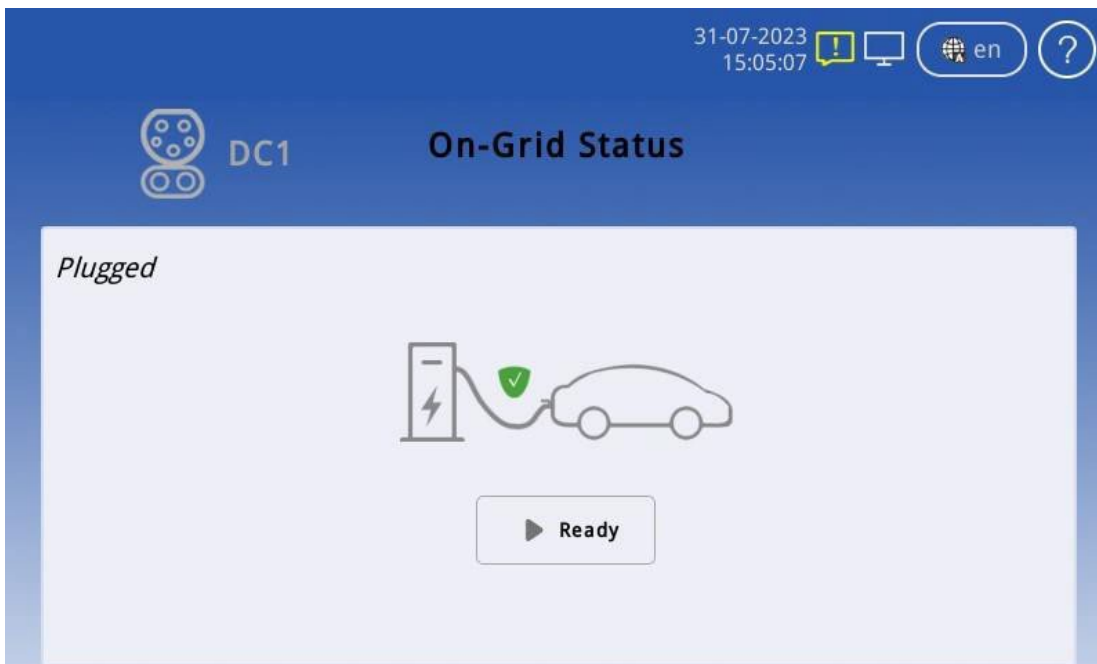 31-07-2023
15:05:07
en
?
DC1
On-Grid Status
Plugged
Ready